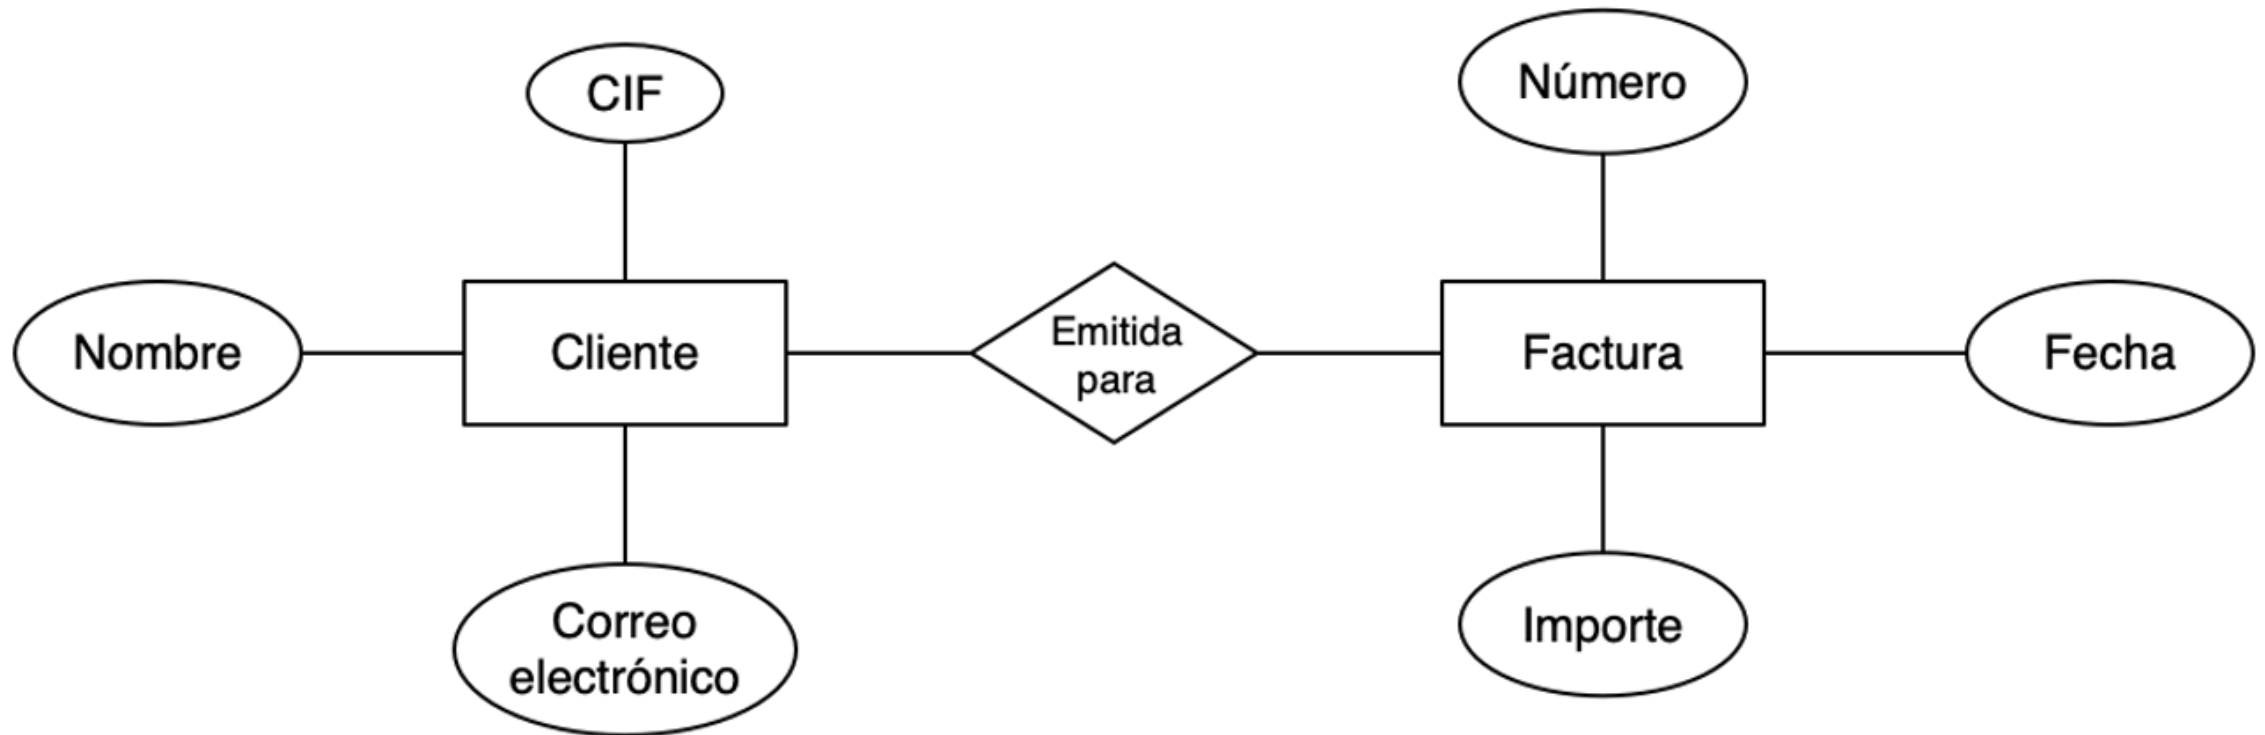 CIF
Número
Nombre
Cliente
Emitida
para
Factura
Fecha
Correo
electrónico
Importe